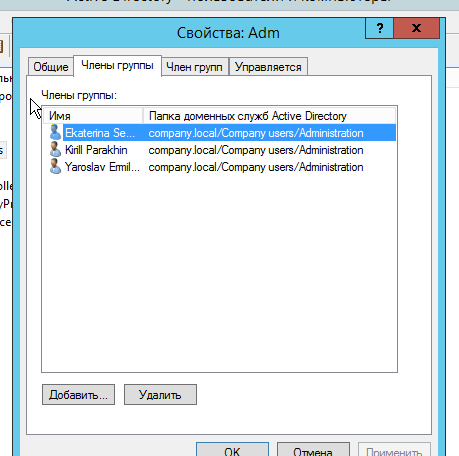 Свойства: Adm
?
x
Общие
Члены группы
Член групп
Управляется
Члены группы:
Имя
Папка доменных служб Active Directory
Ekaterina Se... company.local/Company users/Administration
Kirill Parakhin company.local/Company users/Administration
Yaroslav Ermil... company.local/Company users/Administration
Добавить...
Удалить
OK
Отмена
Применить